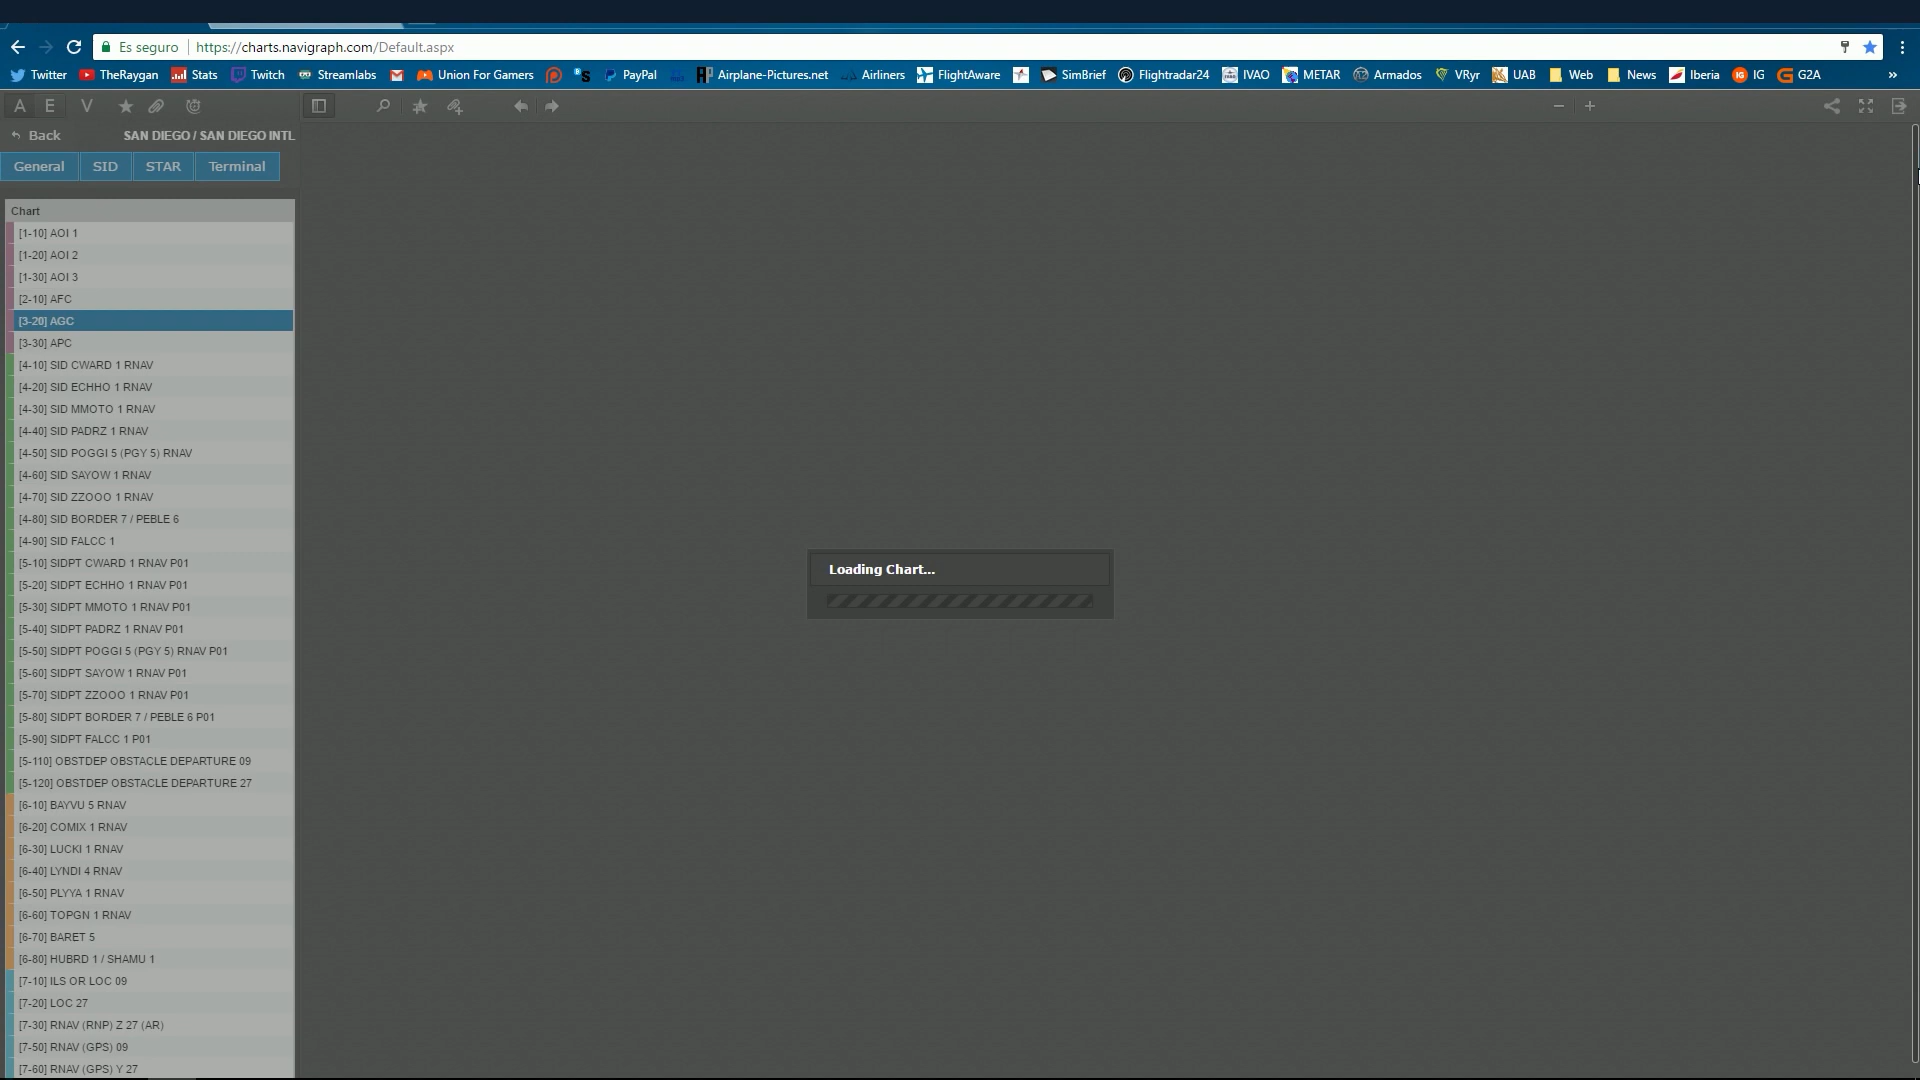 Es seguro https://charts.navigraph.com/Default.aspx
Twitter TheRaygan Stats Twitch Streamlabs Union For Gamers PayPal Airplane-Pictures.net Airliners FlightAware SimBrief Flightradar24 IVAO METAR Armados VRyr UAB Web News Iberia IG G2A »
A E V
Back SAN DIEGO / SAN DIEGO INTL
General SID STAR Terminal
Chart
[1-10] AOI 1
[1-20] AOI 2
[1-30] AOI 3
[2-10] AFC
[3-20] AGC
[3-30] APC
[4-10] SID CWARD 1 RNAV
[4-20] SID ECHHO 1 RNAV
[4-30] SID MMOTO 1 RNAV
[4-40] SID PADRZ 1 RNAV
[4-50] SID POGGI 5 (PGY 5) RNAV
[4-60] SID SAYOW 1 RNAV
[4-70] SID ZZOOO 1 RNAV
[4-80] SID BORDER 7 / PEBLE 6
[4-90] SID FALCC 1
[5-10] SIDPT CWARD 1 RNAV P01
[5-20] SIDPT ECHHO 1 RNAV P01
[5-30] SIDPT MMOTO 1 RNAV P01
[5-40] SIDPT PADRZ 1 RNAV P01
[5-50] SIDPT POGGI 5 (PGY 5) RNAV P01
[5-60] SIDPT SAYOW 1 RNAV P01
[5-70] SIDPT ZZOOO 1 RNAV P01
[5-80] SIDPT BORDER 7 / PEBLE 6 P01
[5-90] SIDPT FALCC 1 P01
[5-110] OBSTDEP OBSTACLE DEPARTURE 09
[5-120] OBSTDEP OBSTACLE DEPARTURE 27
[6-10] BAYVU 5 RNAV
[6-20] COMIX 1 RNAV
[6-30] LUCKI 1 RNAV
[6-40] LYNDI 4 RNAV
[6-50] PLYYA 1 RNAV
[6-60] TOPGN 1 RNAV
[6-70] BARET 5
[6-80] HUBRD 1 / SHAMU 1
[7-10] ILS OR LOC 09
[7-20] LOC 27
[7-30] RNAV (RNP) Z 27 (AR)
[7-50] RNAV (GPS) 09
[7-60] RNAV (GPS) Y 27
Loading Chart...